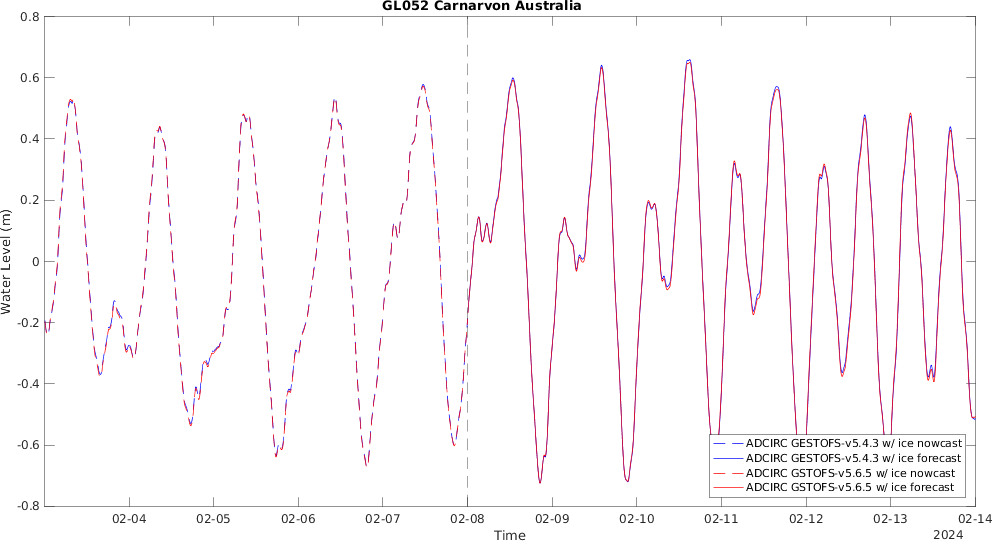 GL052 Carnarvon Australia
Water Level (m)
0.8
0.6
0.4
0.2
0
-0.2
-0.4
-0.6
-0.8
ADCIRC GESTOFS-v5.4.3 w/ ice nowcast
ADCIRC GESTOFS-v5.4.3 w/ ice forecast
ADCIRC GSTOFS-v5.6.5 w/ ice nowcast
ADCIRC GSTOFS-v5.6.5 w/ ice forecast
02-04 02-05 02-06 02-07 02-08 02-09 02-10 02-11 02-12 02-13 02-14
Time
2024